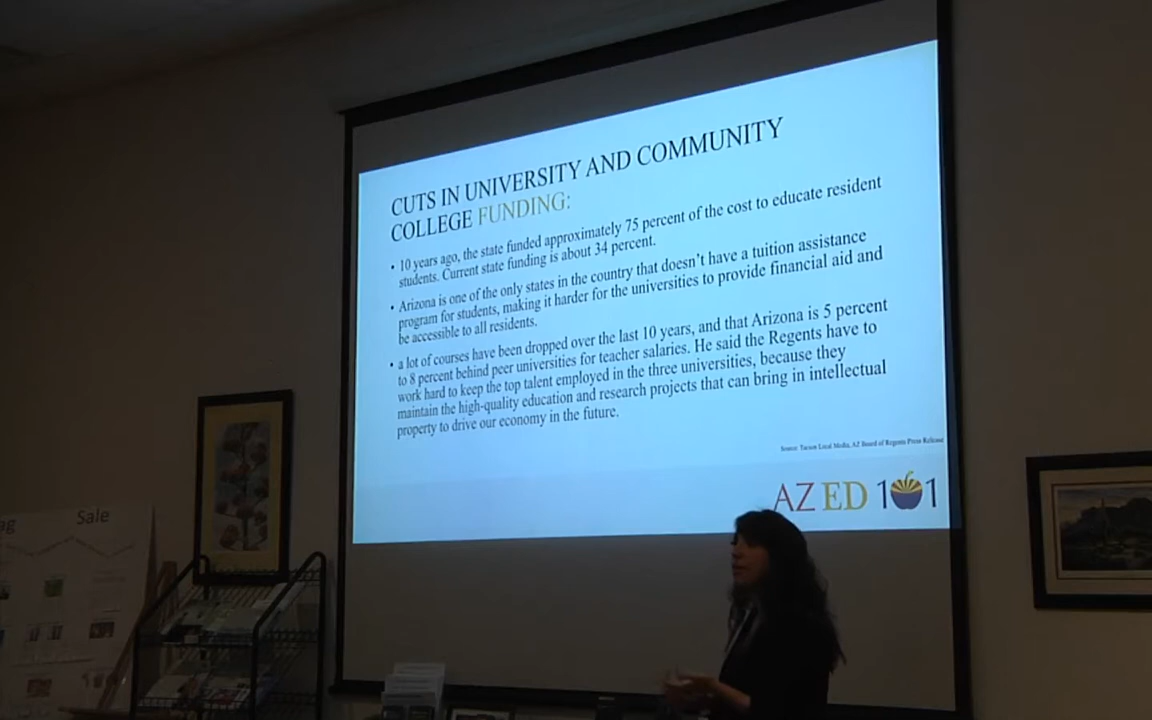 CUTS IN UNIVERSITY AND COMMUNITY
COLLEGE FUNDING:
• 10 years ago, the state funded approximately 75 percent of the cost to educate resident
students. Current state funding is about 34 percent.
• Arizona is one of the only states in the country that doesn't have a tuition assistance
program for students, making it harder for the universities to provide financial aid and
be accessible to all residents.
• a lot of courses have been dropped over the last 10 years, and that Arizona is 5 percent
to 8 percent behind peer universities for teacher salaries. He said the Regents have to
work hard to keep the top talent employed in the three universities, because they
maintain the high-quality education and research projects that can bring in intellectual
property to drive our economy in the future.
Source: Tucson Local Media, AZ Board of Regents Press Release
AZ ED 101
Sale